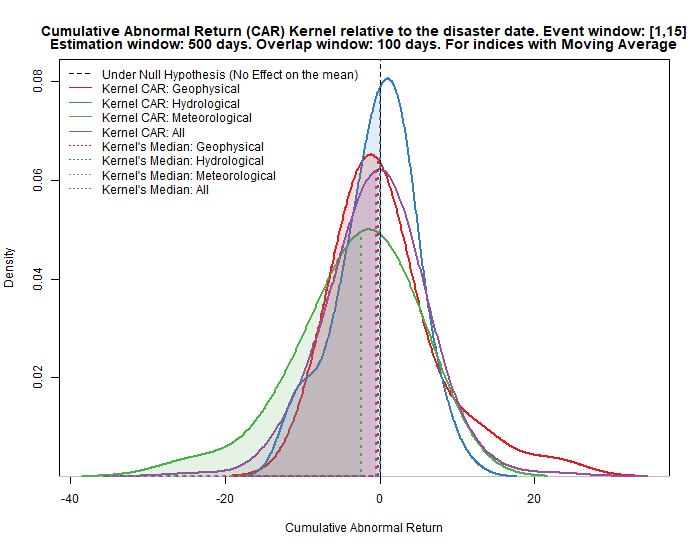 Cumulative Abnormal Return (CAR) Kernel relative to the disaster date. Event window: [1,15]
Estimation window: 500 days. Overlap window: 100 days. For indices with Moving Average
Under Null Hypothesis (No Effect on the mean)
Kernel CAR: Geophysical
Kernel CAR: Hydrological
Kernel CAR: Meteorological
Kernel CAR: All
Kernel's Median: Geophysical
Kernel's Median: Hydrological
Kernel's Median: Meteorological
Kernel's Median: All
Density
0.08
0.06
0.04
0.02
-40
-20
0
20
Cumulative Abnormal Return